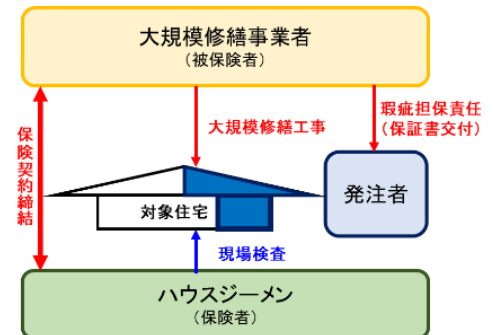 大規模修繕事業者
(被保険者)
保険契約締結
大規模修繕工事
瑕疵担保責任
(保証書交付)
対象住宅
発注者
現場検査
ハウスジーメン
(保険者)